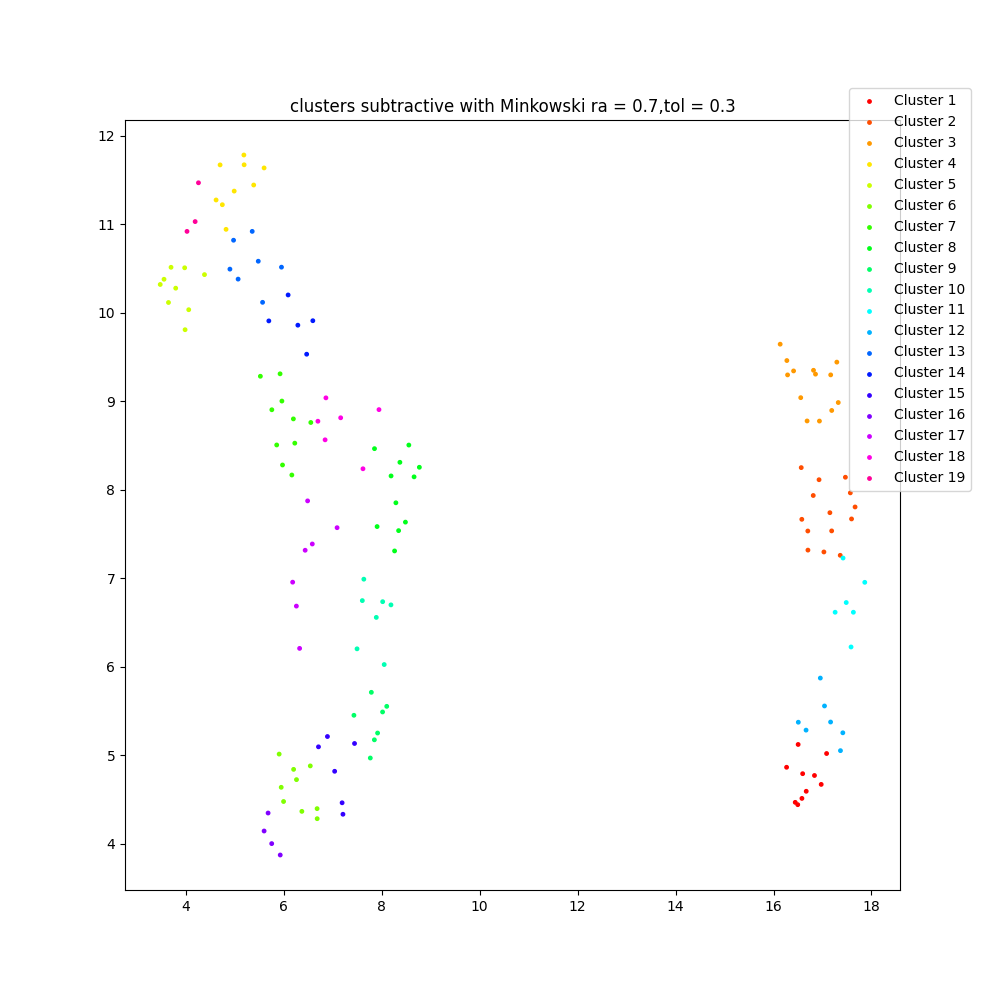 clusters subtractive with Minkowski ra = 0.7,tol = 0.3
Cluster 1
Cluster 2
Cluster 3
Cluster 4
Cluster 5
Cluster 6
Cluster 7
Cluster 8
Cluster 9
Cluster 10
Cluster 11
Cluster 12
Cluster 13
Cluster 14
Cluster 15
Cluster 16
Cluster 17
Cluster 18
Cluster 19
12
11
10
9
8
7
6
5
4
4 6 8 10 12 14 16 18